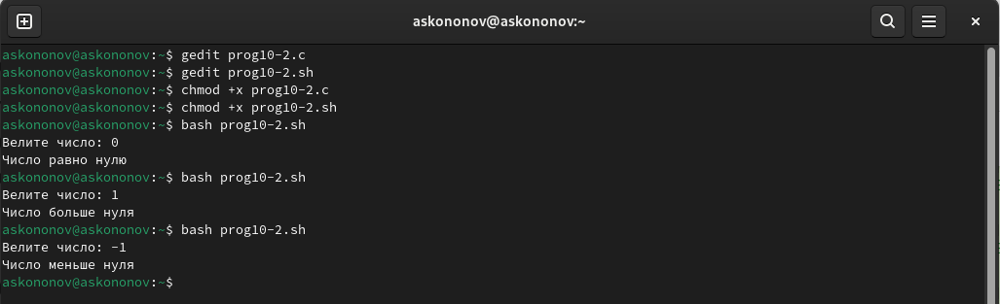 askononov@askononov:~
askononov@askononov:~$ gedit prog10-2.c
askononov@askononov:~$ gedit prog10-2.sh
askononov@askononov:~$ chmod +x prog10-2.c
askononov@askononov:~$ chmod +x prog10-2.sh
askononov@askononov:~$ bash prog10-2.sh
Велите число: 0
Число равно нулю
askononov@askononov:~$ bash prog10-2.sh
Велите число: 1
Число больше нуля
askononov@askononov:~$ bash prog10-2.sh
Велите число: -1
Число меньше нуля
askononov@askononov:~$